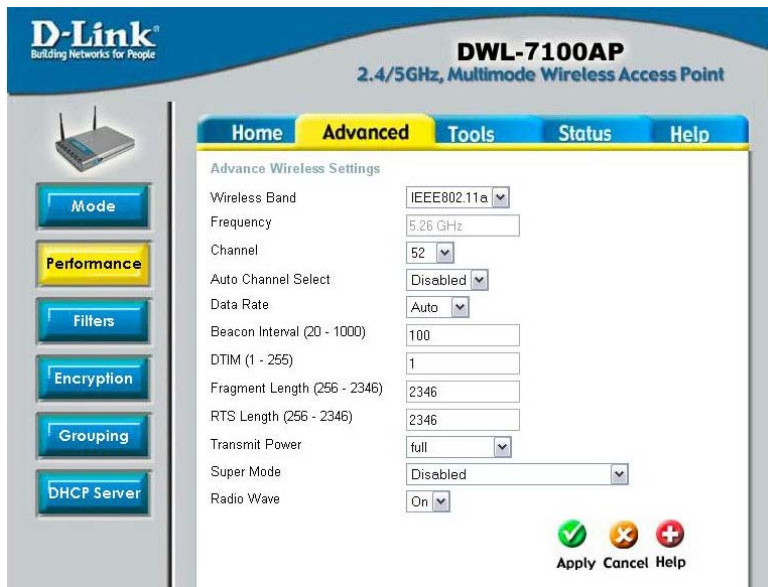 D-Link®
Building Networks for People
DWL-7100AP
2.4/5GHz, Multimode Wireless Access Point
Home Advanced Tools Status Help
Mode
Performance
Filters
Encryption
Grouping
DHCP Server
Advance Wireless Settings
Wireless Band IEEE802.11a
Frequency 5.26 GHz
Channel 52
Auto Channel Select Disabled
Data Rate Auto
Beacon Interval (20 - 1000) 100
DTIM (1 - 255) 1
Fragment Length (256 - 2346) 2346
RTS Length (256 - 2346) 2346
Transmit Power full
Super Mode Disabled
Radio Wave On
Apply Cancel Help